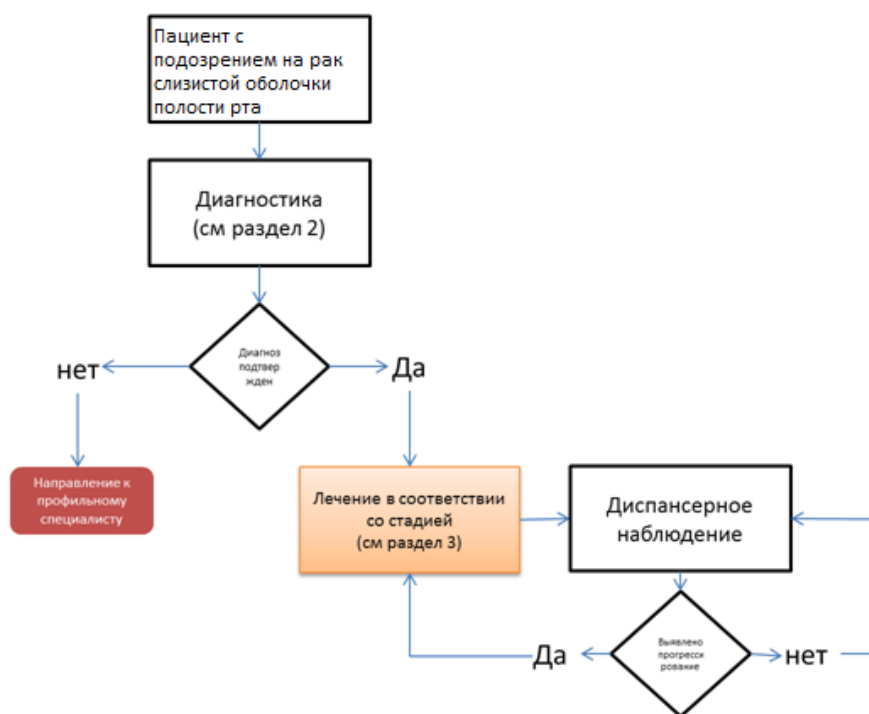 Пациент с
подозрением на рак
слизистой оболочки
полости рта
Диагностика
(см раздел 2)
Диагноз
подтвер
жден
нет
Да
Направление к
профильному
специалисту
Лечение в соответствии
со стадией
(см раздел 3)
Диспансерное
наблюдение
Выявлено
прогресси
рование
Да
нет